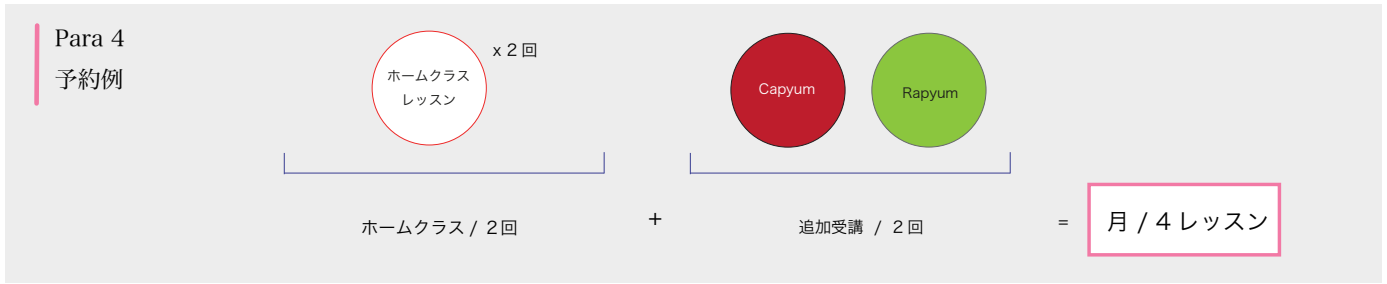 Para 4
予約例
ホームクラス
レッスン
x 2 回
Capyum
Rapyum
ホームクラス / 2回
+
追加受講 / 2 回
=
月 / 4 レッスン